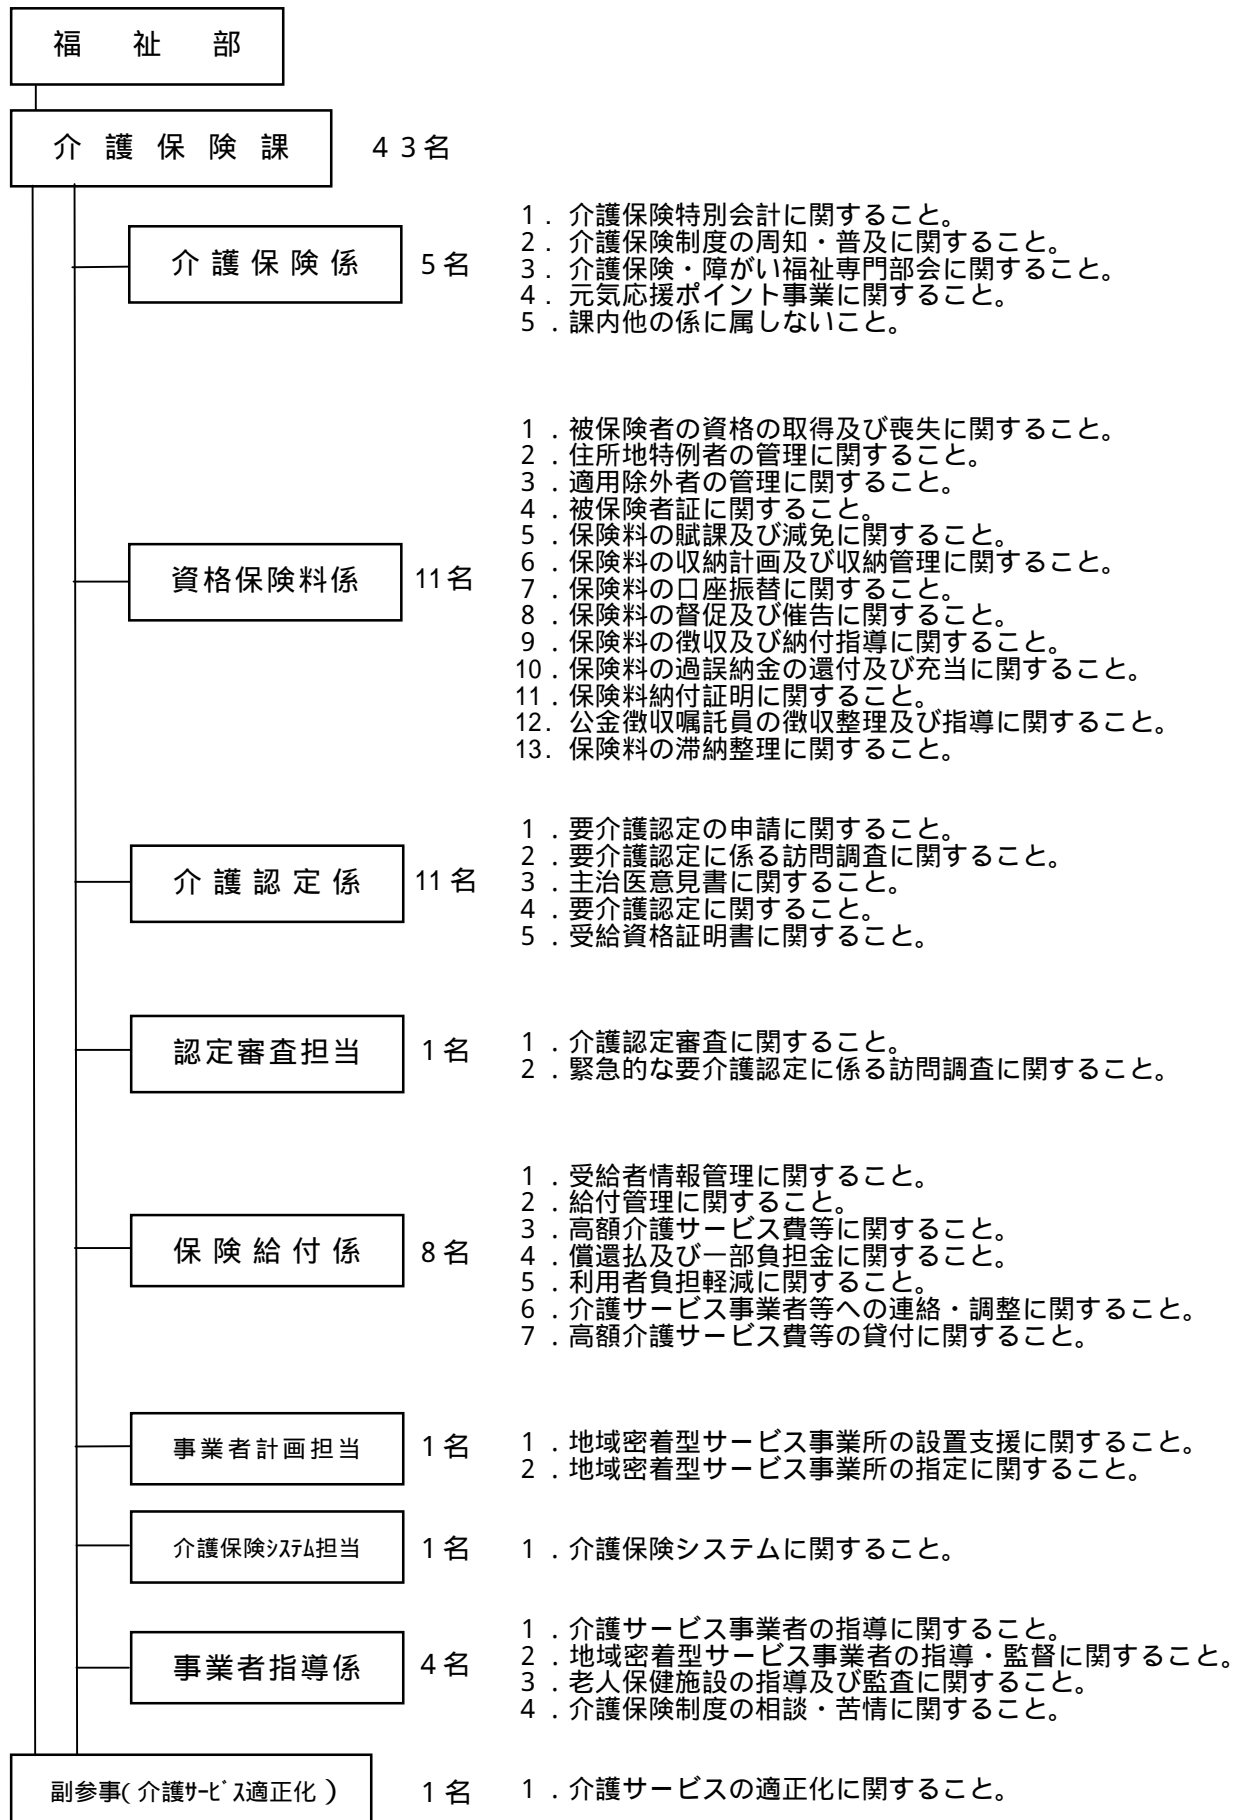 福 祉 部
介護保険課 43名
介護保険係 5名
1. 介護保険特別会計に関すること。
2. 介護保険制度の周知・普及に関すること。
3. 介護保険・障がい福祉専門部会に関すること。
4. 元気応援ポイント事業に関すること。
5.課内他の係に属しないこと。
資格保険料係 11名
1.被保険者の資格の取得及び喪失に関すること。
2.住所地特例者の管理に関すること。
3.適用除外者の管理に関すること。
4.被保険者証に関すること。
5.保険料の賦課及び減免に関すること。
6.保険料の収納計画及び収納管理に関すること。
7.保険料の口座振替に関すること。
8.保険料の督促及び催告に関すること。
9.保険料の徴収及び納付指導に関すること。
10.保険料の過誤納金の還付及び充当に関すること。
11.保険料納付証明に関すること。
12. 公金徴収嘱託員の徴収整理及び指導に関すること。
13. 保険料の滞納整理に関すること。
介護認定係 11名
1.要介護認定の申請に関すること。
2.要介護認定に係る訪問調査に関すること。
3.主治医意見書に関すること。
4.要介護認定に関すること。
5.受給資格証明書に関すること。
認定審査担当 1名
1.介護認定審査に関すること。
2.緊急的な要介護認定に係る訪問調査に関すること。
保険給付係 8名
1.受給者情報管理に関すること。
2.給付管理に関すること。
3.高額介護サービス費等に関すること。
4.償還払及び一部負担金に関すること。
5.利用者負担軽減に関すること。
6.介護サービス事業者等への連絡・調整に関すること。
7.高額介護サービス費等の貸付に関すること。
事業者計画担当 1名
1.地域密着型サービス事業所の設置支援に関すること。
2.地域密着型サービス事業所の指定に関すること。
介護保険ｼｽﾃﾑ担当 1名
1.介護保険システムに関すること。
事業者指導係 4名
1.介護サービス事業者の指導に関すること。
2.地域密着型サービス事業者の指導・監督に関すること。
3.老人保健施設の指導及び監査に関すること。
4.介護保険制度の相談・苦情に関すること。
副参事(介護ｻｰﾋﾞｽ適正化) 1名
1.介護サービスの適正化に関すること。